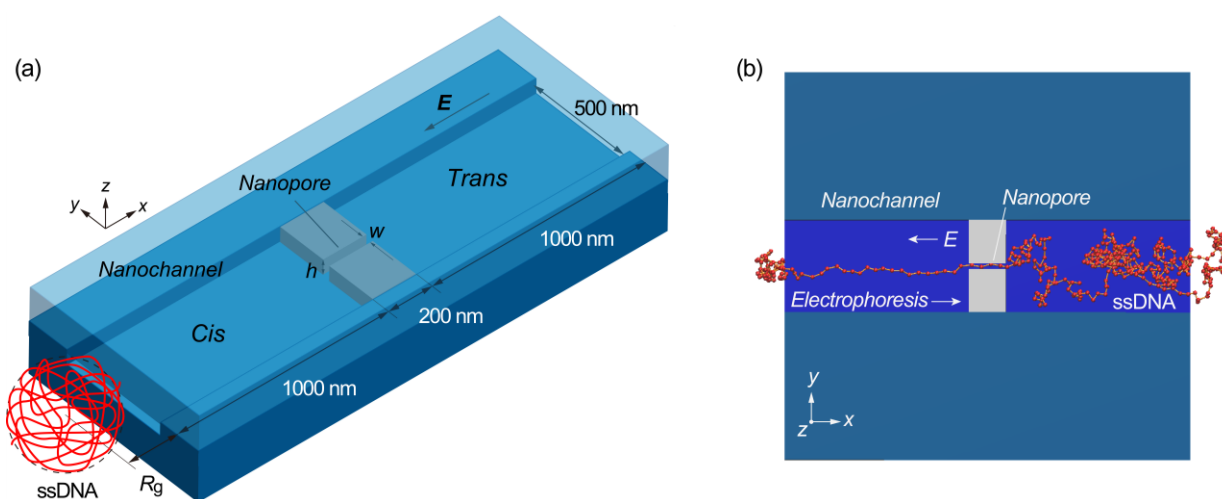 (a)
E
500 nm
Nanopore
Trans
z
y
x
w
1000 nm
Nanochannel
h
200 nm
Cis
1000 nm
Rg
ssDNA
(b)
Nanochannel
Nanopore
E
Electrophoresis
ssDNA
y
z
x